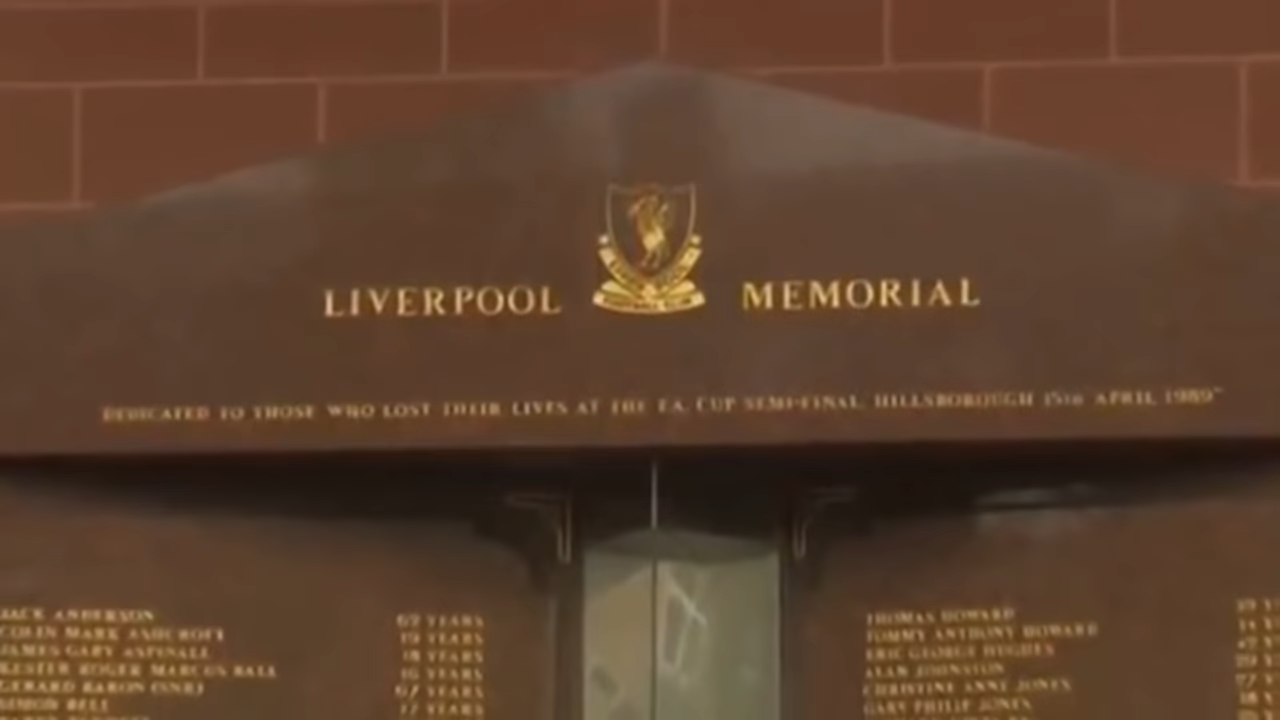 LIVERPOOL MEMORIAL
DEDICATED TO THOSE WHO LOST THEIR LIVES AT THE F.A. CUP SEMI-FINAL, HILLSBOROUGH 15TH APRIL 1989
JACK ANDERSON 62 YEARS
COLIN MARK ASHCROFT 19 YEARS
JAMES GARY ASPINALL 18 YEARS
KESTER ROGER MARCUS BALL 16 YEARS
GERARD BARON (SNR) 67 YEARS
SIMON BELL 17 YEARS
THOMAS HOWARD
TOMMY ANTHONY HOWARD
ERIC GEORGE HUGHES
ALAN JOHNSTON
CHRISTINE ANNE JONES
GARY PHILIP JONES